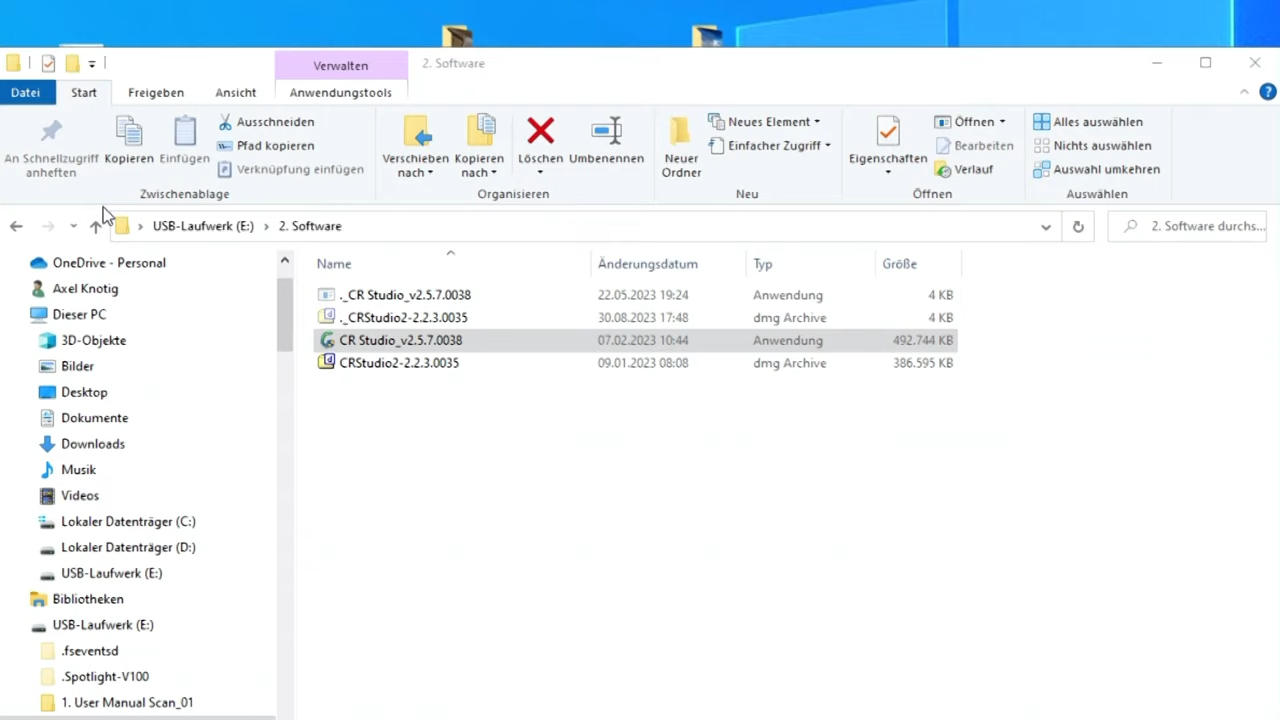 Verwalten
2. Software
Datei
Start
Freigeben
Ansicht
Anwendungstools
An Schnellzugriff
anheften
Kopieren
Einfügen
Ausschneiden
Pfad kopieren
Verknüpfung einfügen
Zwischenablage
Verschieben
nach
Kopieren
nach
Löschen
Umbenennen
Organisieren
Neuer
Ordner
Neues Element
Einfacher Zugriff
Neu
Eigenschaften
Öffnen
Bearbeiten
Verlauf
Öffnen
Alles auswählen
Nichts auswählen
Auswahl umkehren
Auswählen
USB-Laufwerk (E:) › 2. Software
2. Software durchs...
OneDrive - Personal
Axel Knotig
Dieser PC
3D-Objekte
Bilder
Desktop
Dokumente
Downloads
Musik
Videos
Lokaler Datenträger (C:)
Lokaler Datenträger (D:)
USB-Laufwerk (E:)
Bibliotheken
USB-Laufwerk (E:)
.fseventsd
.Spotlight-V100
1. User Manual Scan_01
Name Änderungsdatum Typ Größe
._CR Studio_v2.5.7.0038 22.05.2023 19:24 Anwendung 4 KB
._CRStudio2-2.2.3.0035 30.08.2023 17:48 dmg Archive 4 KB
CR Studio_v2.5.7.0038 07.02.2023 10:44 Anwendung 492.744 KB
CRStudio2-2.2.3.0035 09.01.2023 08:08 dmg Archive 386.595 KB